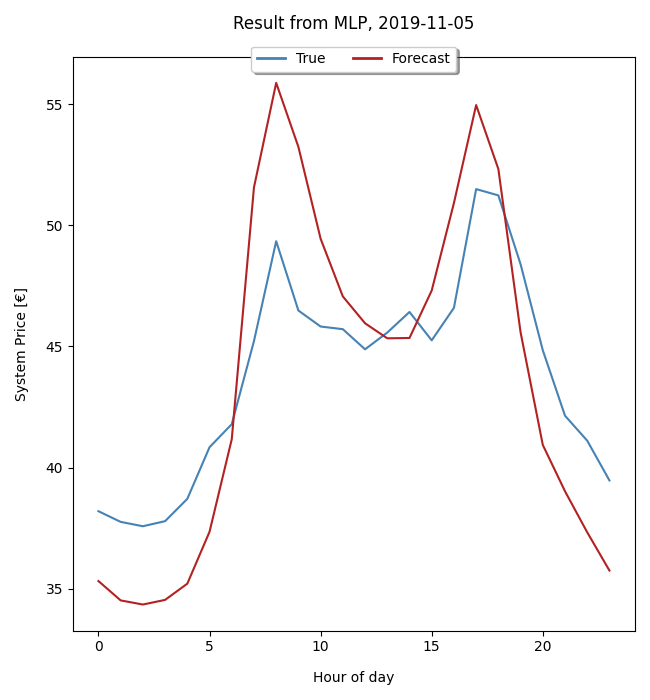 Result from MLP, 2019-11-05
True Forecast
55
50
45
40
35
System Price [€]
0 5 10 15 20
Hour of day